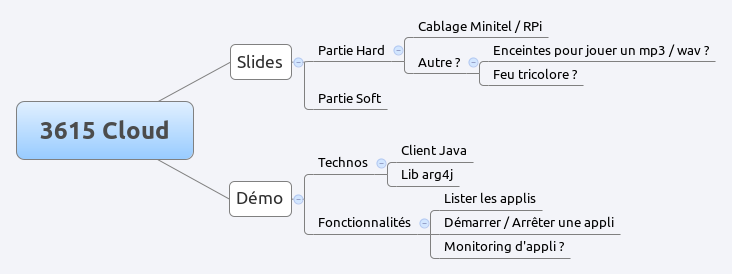 3615 Cloud
Slides
Partie Hard
Cablage Minitel / RPi
Autre ?
Enceintes pour jouer un mp3 / wav ?
Feu tricolore ?
Partie Soft
Démo
Technos
Client Java
Lib arg4j
Fonctionnalités
Lister les applis
Démarrer / Arrêter une appli
Monitoring d'appli ?